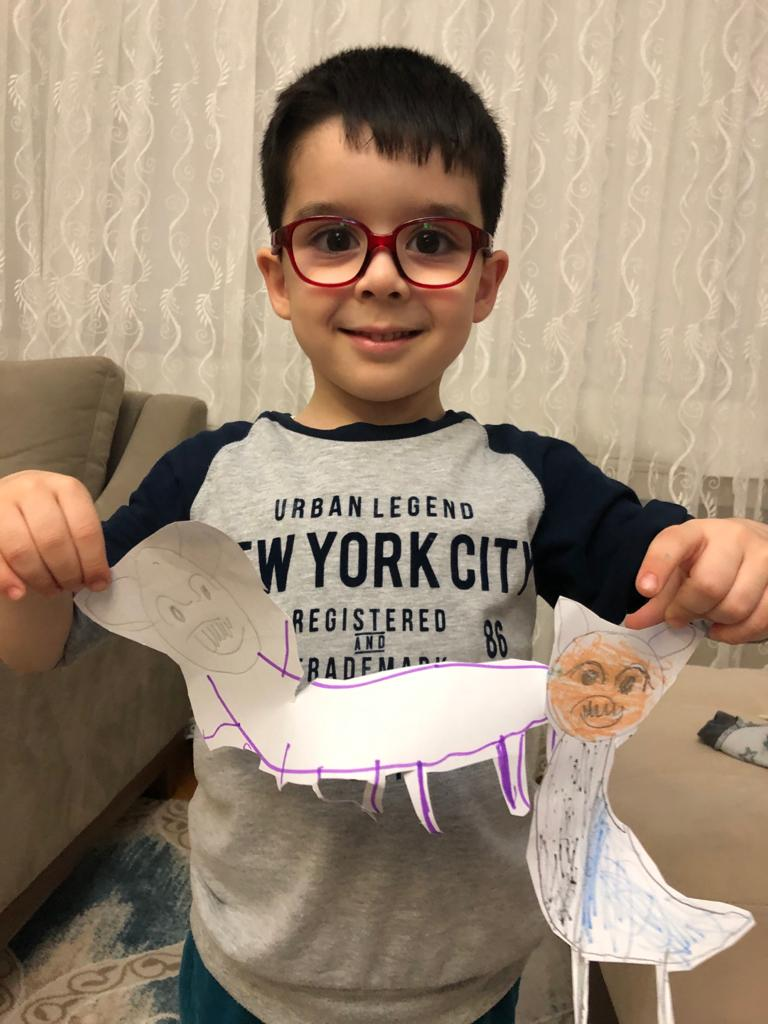 URBAN LEGEND
EW YORK CITY
REGISTERED
AND
RADEMARK
86